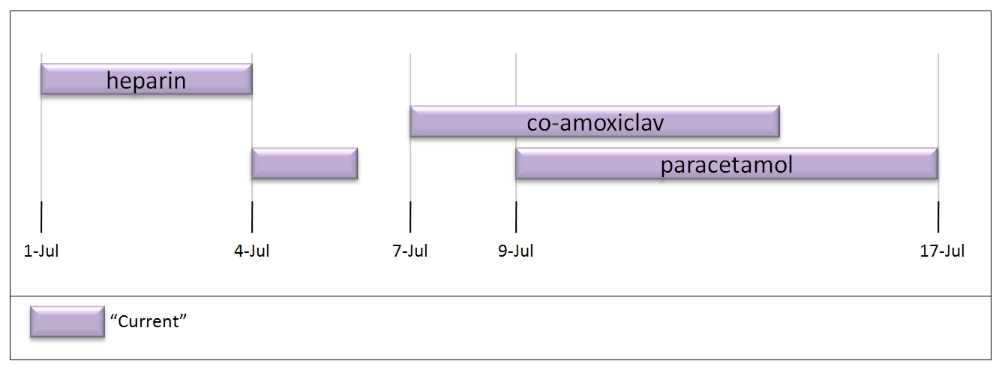 heparin
co-amoxiclav
paracetamol
1-Jul
4-Jul
7-Jul
9-Jul
17-Jul
“Current”